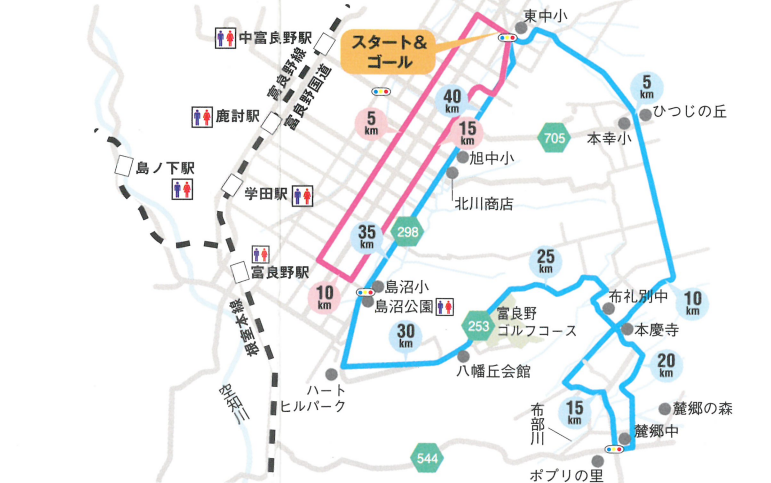 東中小
中富良野駅
スタート&
ゴール
富良野線
富良野国道
5
km
40
km
5
km
ひつじの丘
鹿討駅
15
km
705
本幸小
旭中小
島ノ下駅
学田駅
北川商店
35
km
298
富良野駅
25
km
島沼小
10
km
島沼公園
布礼別中
10
km
富良野
ゴルフコース
253
本慶寺
根室本線
30
km
八幡丘会館
20
km
ハート
ヒルパーク
空知川
布部川
15
km
麓郷の森
麓郷中
544
ポプリの里